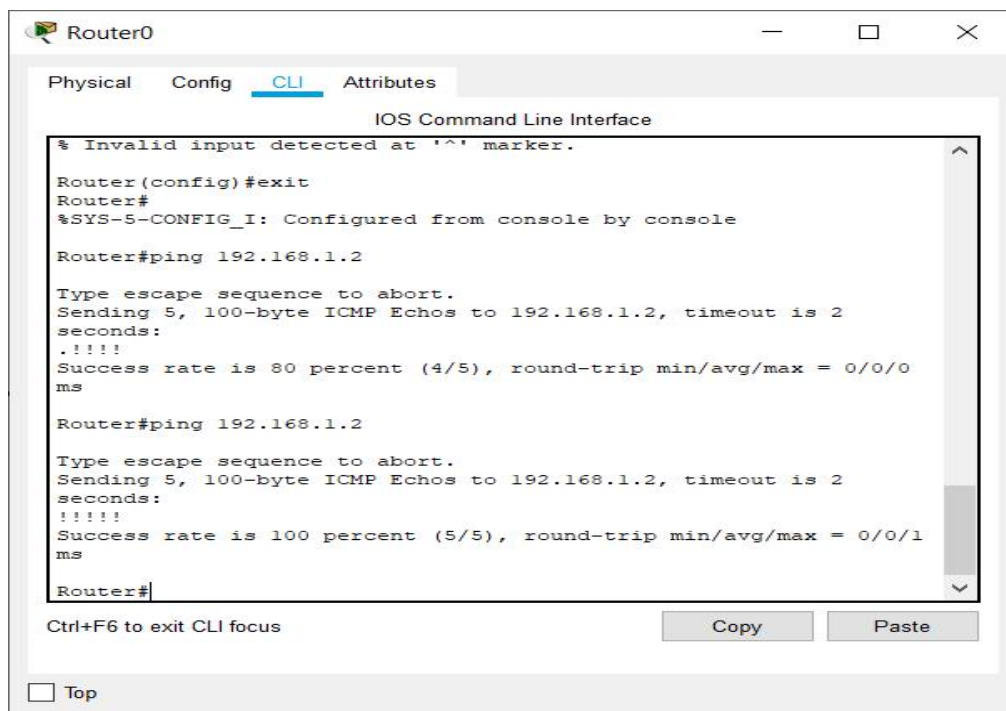 Router0
Physical Config CLI Attributes
IOS Command Line Interface
% Invalid input detected at '^' marker.
Router(config)#exit
Router#
%SYS-5-CONFIG_I: Configured from console by console
Router#ping 192.168.1.2
Type escape sequence to abort.
Sending 5, 100-byte ICMP Echos to 192.168.1.2, timeout is 2
seconds:
.!!!!
Success rate is 80 percent (4/5), round-trip min/avg/max = 0/0/0
ms
Router#ping 192.168.1.2
Type escape sequence to abort.
Sending 5, 100-byte ICMP Echos to 192.168.1.2, timeout is 2
seconds:
!!!!!
Success rate is 100 percent (5/5), round-trip min/avg/max = 0/0/1
ms
Router#
Ctrl+F6 to exit CLI focus
Copy Paste
Top